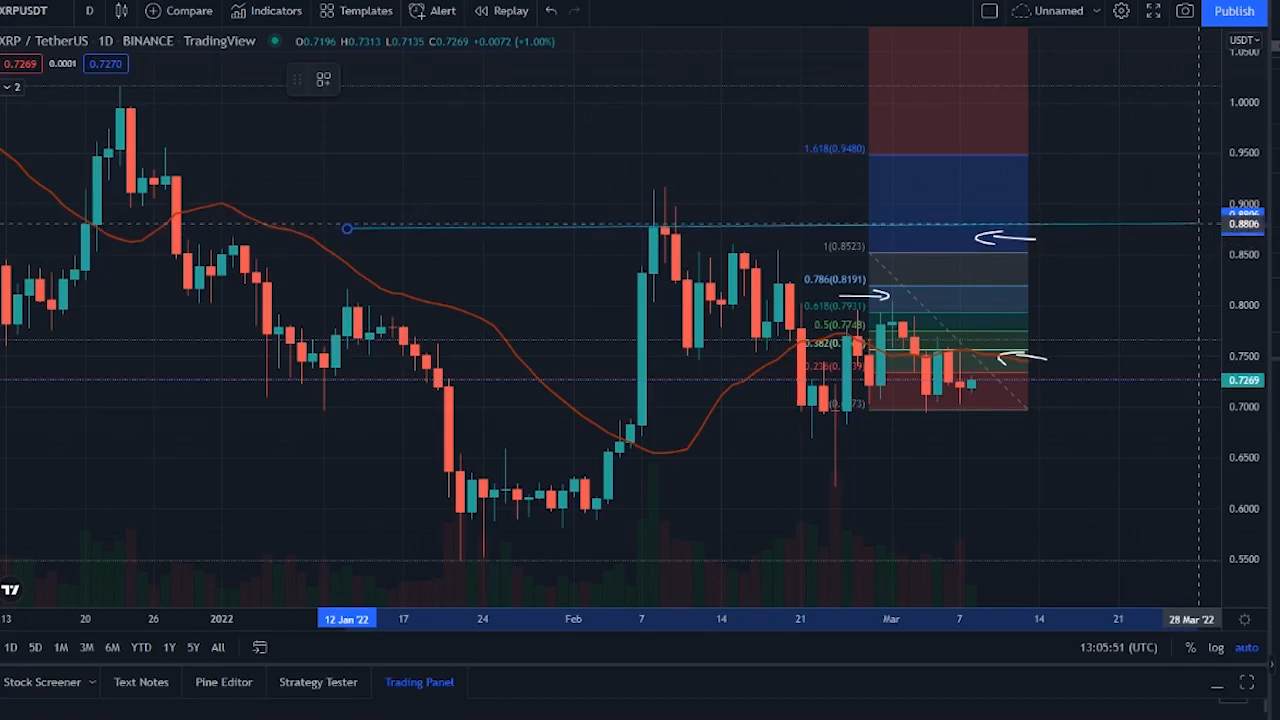 XRPUSDT D Compare Indicators Templates Alert Replay Unnamed Publish
XRP / TetherUS · 1D · BINANCE · TradingView O0.7196 H0.7313 L0.7135 C0.7269 +0.0072 (+1.00%)
USDT
0.7269 0.0001 0.7270
1.0500
2
1.0000
1.618(0.9480)
0.9500
0.9000
0.8806
1(0.8523)
0.8500
0.786(0.8191)
0.618(0.7931)
0.8000
0.5(0.7748)
0.7500
0.7269
0.7000
0.6500
0.6000
0.5500
13 20 26 2022 12 Jan '22 17 24 Feb 7 14 21 Mar 7 14 21 28 Mar '22
1D 5D 1M 3M 6M YTD 1Y 5Y All 13:05:51 (UTC) % log auto
Stock Screener Text Notes Pine Editor Strategy Tester Trading Panel